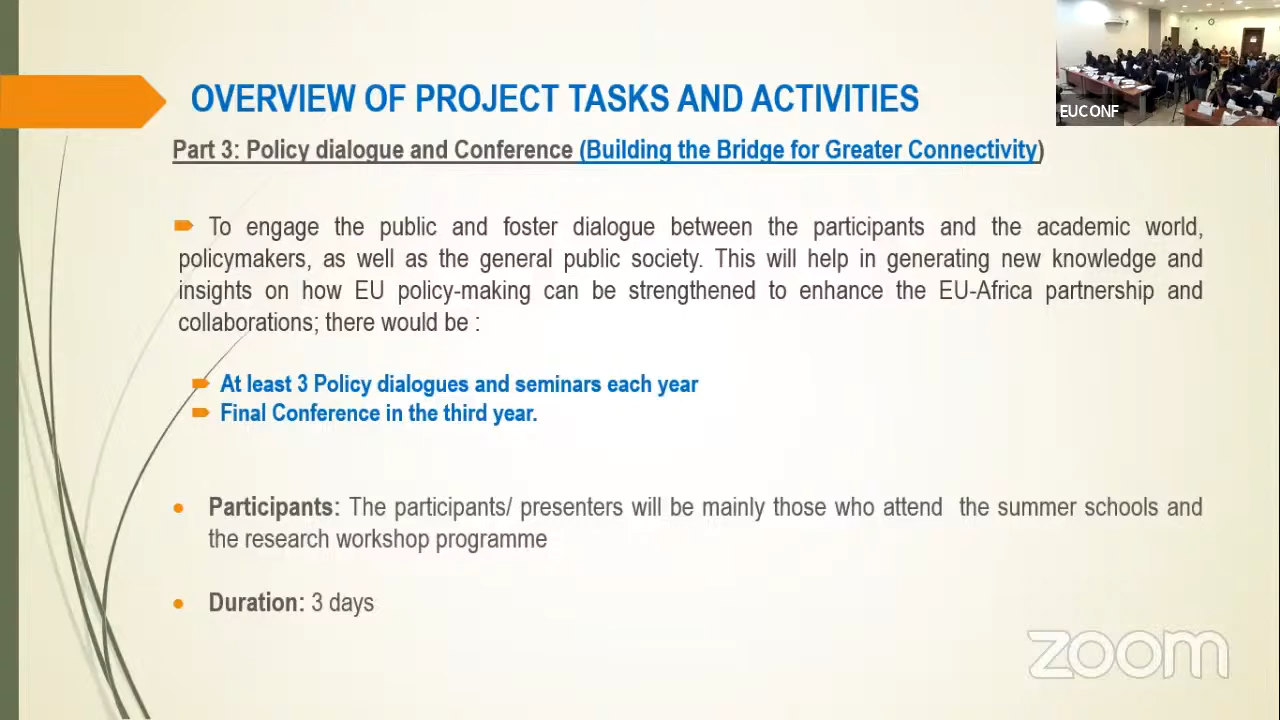 OVERVIEW OF PROJECT TASKS AND ACTIVITIES
EUCONF
Part 3: Policy dialogue and Conference (Building the Bridge for Greater Connectivity)
To engage the public and foster dialogue between the participants and the academic world,
policymakers, as well as the general public society. This will help in generating new knowledge and
insights on how EU policy-making can be strengthened to enhance the EU-Africa partnership and
collaborations; there would be :
At least 3 Policy dialogues and seminars each year
Final Conference in the third year.
Participants: The participants/ presenters will be mainly those who attend the summer schools and
the research workshop programme
Duration: 3 days
zoom